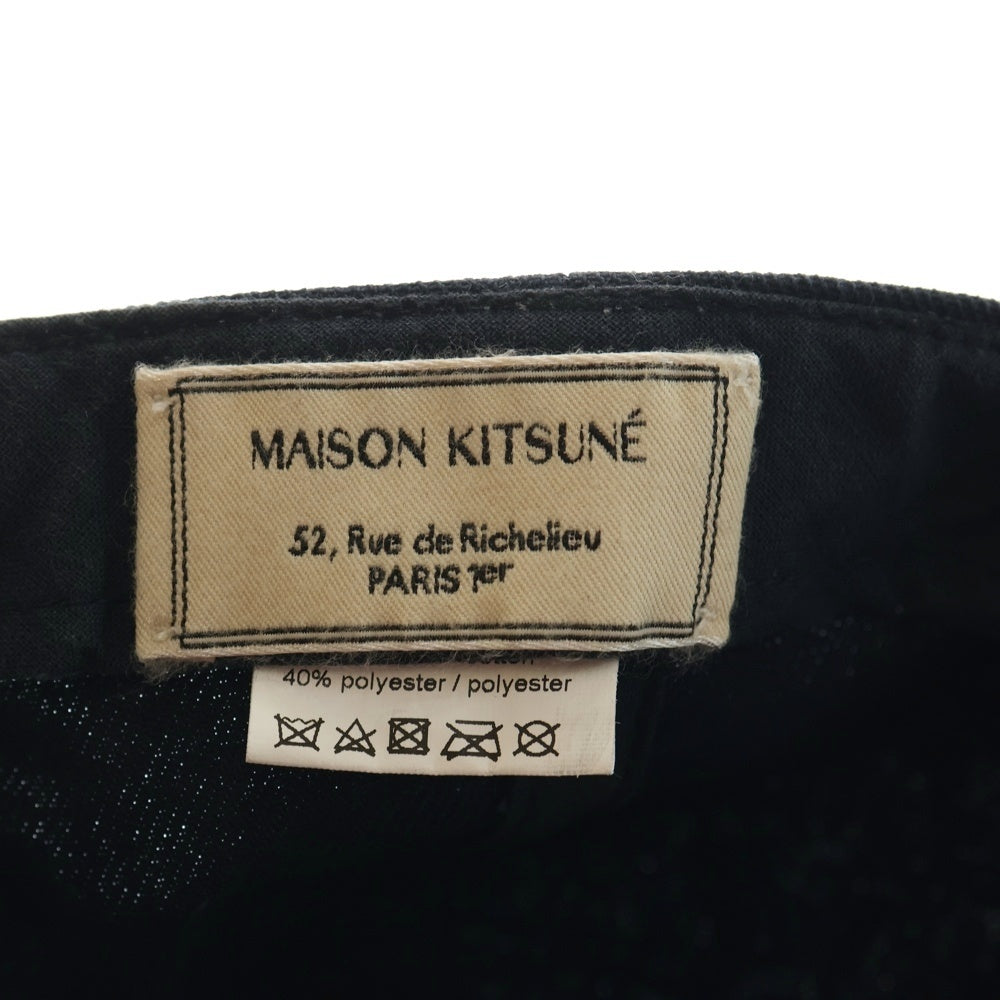 MAISON KITSUNÉ
52, Rue de Richelieu
PARIS 1er
40% polyester / polyester